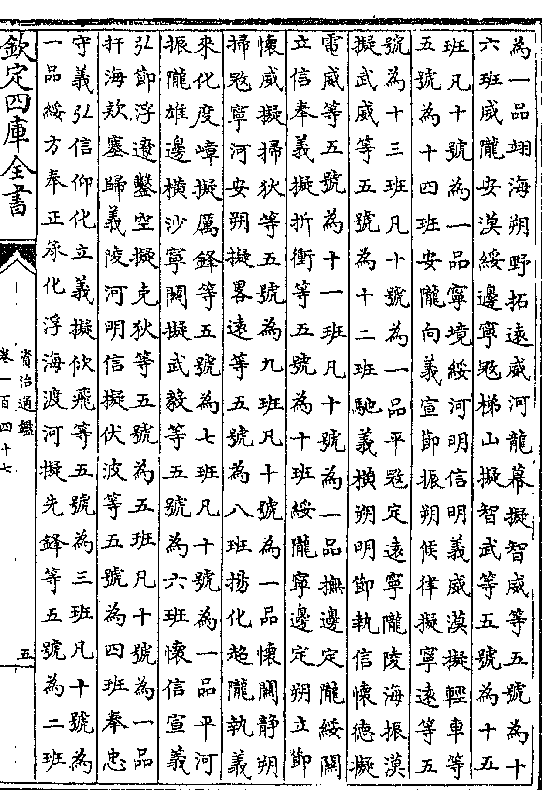 為一品翊海朔野拓遠威河龍幕擬智威等五號為十
六班威隴安漠綏邊寧冦梯山擬智武等五號為十五
班凡十號為一品寧境綏河明信明義威漠擬輕車等
五號為十四班安隴向義宣節振朔候律擬寧遠等五
號為十三班凡十號為一品平冦定遠寧隴陵海振漠
擬武威等五號為十二班馳義横朔明節執信懷徳擬
電威等五號為十一班凡十號為一品撫邊定隴綏關
立信奉義擬折衝等五號為十班綏隴寧邊定朔立節
懷威擬掃狄等五號為九班凡十號為一品懷關静朔
掃冦寧河安朔擬畧遠等五號為八班揚化超隴執義
來化度嶂擬厲鋒等五號為七班凡十號為一品平河
振隴雄邊横沙寧關擬武毅等五號為六班懷信宣義
弘節浮遼鑿空擬克狄等五號為五班凡十號為一品
扞海欵塞歸義陵河明信擬伏波等五號為四班奉忠
守義弘信仰化立義擬佽飛等五號為三班凡十號為
一品綏方奉正承化浮海渡河擬先鋒等五號為二班
欽定四庫全書
資治通鑑
卷一百四十七
五